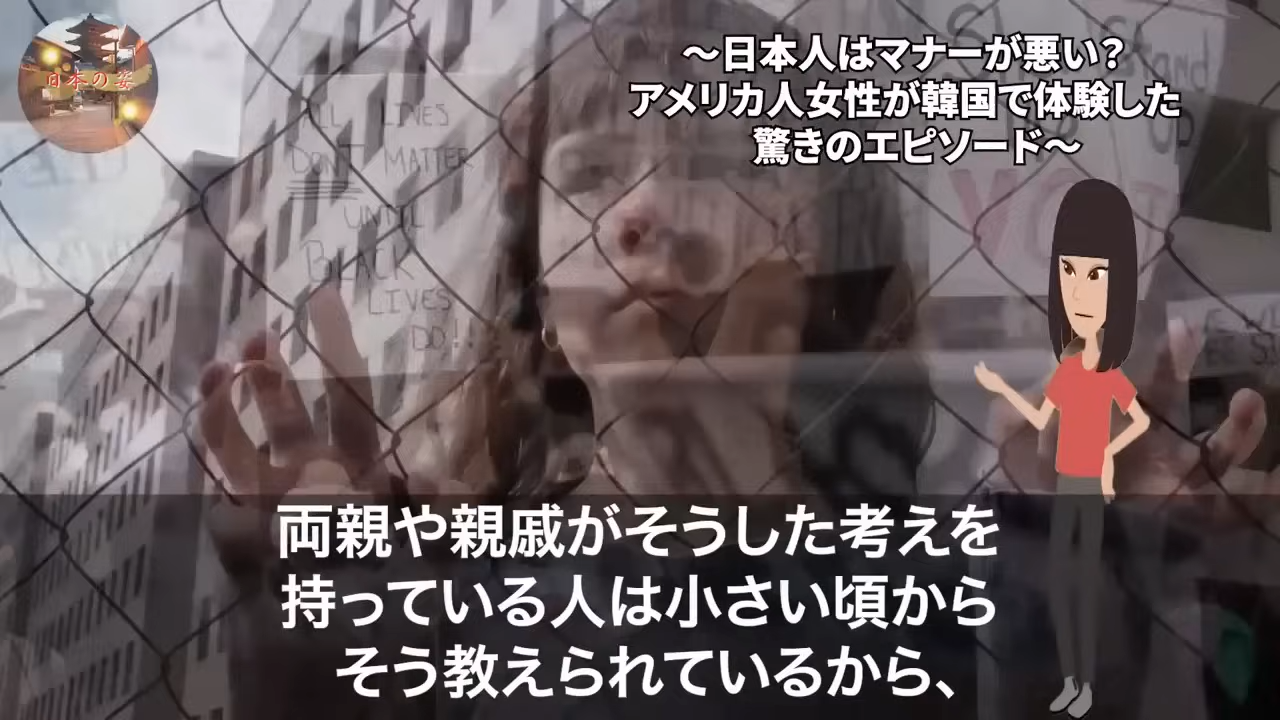 日本の姿
〜日本人はマナーが悪い？
アメリカ人女性が韓国で体験した
驚きのエピソード〜
ALL LIVES
DON'T MATTER
UNTIL
BLACK
LIVES
DO!!
両親や親戚がそうした考えを
持っている人は小さい頃から
そう教えられているから、